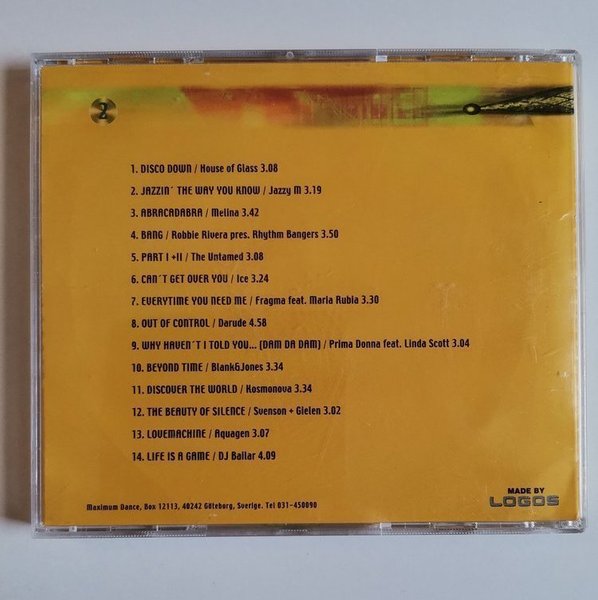 2
1. DISCO DOWN / House of Glass 3.08
2. JAZZIN´ THE WAY YOU KNOW / Jazzy M 3.19
3. ABRACADABRA / Melina 3.42
4. BANG / Robbie Rivera pres. Rhythm Bangers 3.50
5. PART I +II / The Untamed 3.08
6. CAN´T GET OVER YOU / Ice 3.24
7. EVERYTIME YOU NEED ME / Fragma feat. Maria Rubia 3.30
8. OUT OF CONTROL / Darude 4.58
9. WHY HAVEN´T I TOLD YOU... (DAM DA DAM) / Prima Donna feat. Linda Scott 3.04
10. BEYOND TIME / Blank&Jones 3.34
11. DISCOVER THE WORLD / Kosmonova 3.34
12. THE BEAUTY OF SILENCE / Svenson + Gielen 3.02
13. LOVEMACHINE / Aquagen 3.07
14. LIFE IS A GAME / DJ Bailar 4.09
MADE BY
LOGOS
Maximum Dance, Box 12113, 40242 Göteborg, Sverige. Tel 031-450090